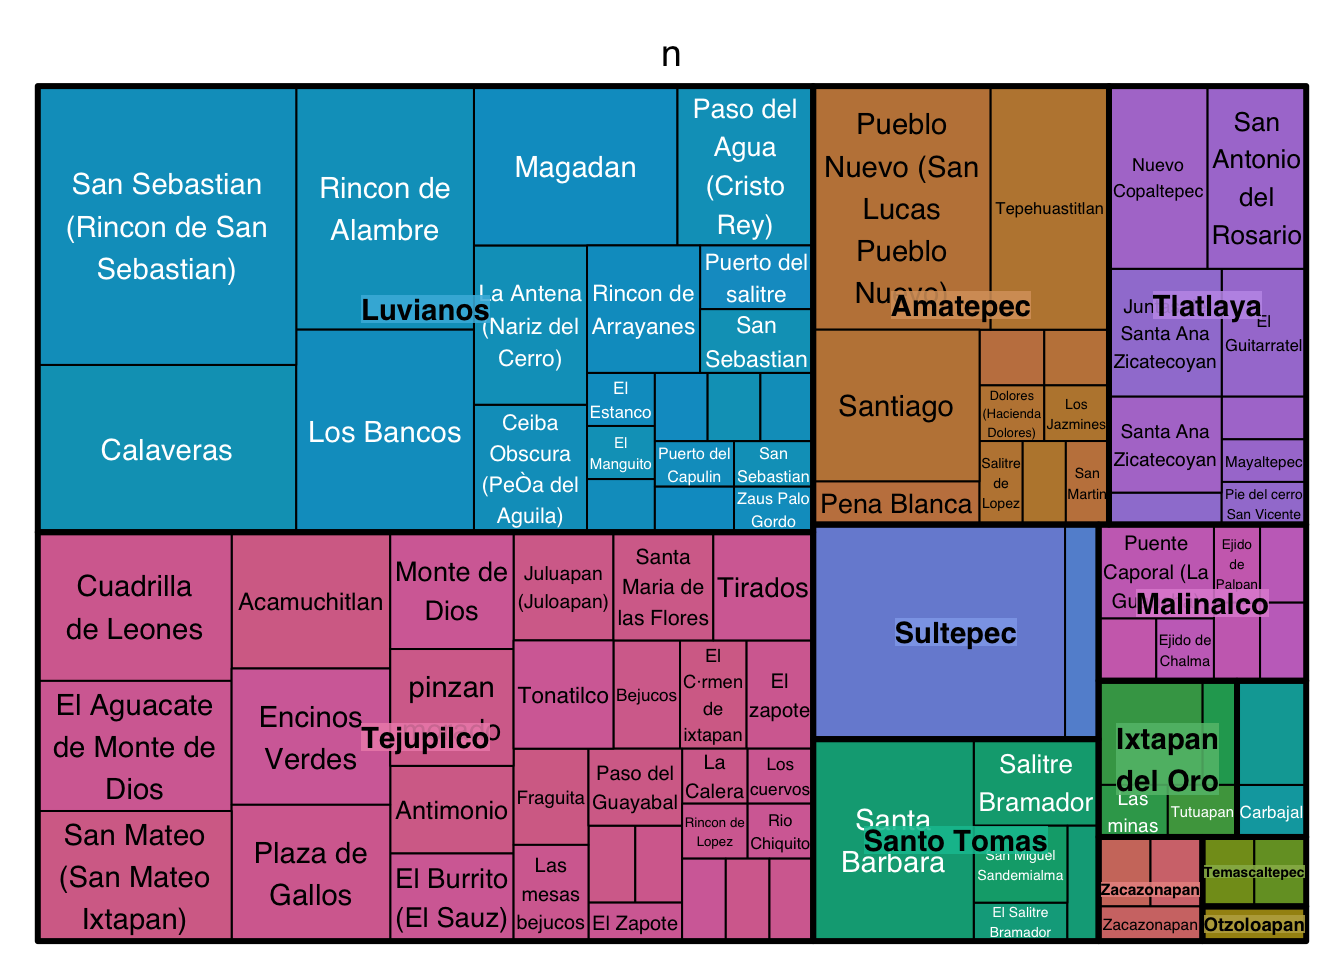 n
San Sebastian
(Rincon de San
Sebastian)
Calaveras
Rincon de
Alambre
Los Bancos
Luvianos
Magadan
Paso del
Agua
(Cristo
Rey)
La Antena
(Nariz del
Cerro)
Rincon de
Arrayanes
Puerto del
salitre
San
Sebastian
Ceiba
Obscura
(PeÒa del
Aguila)
El
Estanco
El
Manguito
Puerto del
Capulin
San
Sebastian
Zaus Palo
Gordo
Pueblo
Nuevo (San
Lucas
Pueblo
Nuevo)
Tepehuastitlan
Amatepec
Santiago
Pena Blanca
Dolores
(Hacienda
Dolores)
Los
Jazmines
Salitre
de
Lopez
San
Martin
Nuevo
Copaltepec
San
Antonio
del
Rosario
Tlatlaya
Santa Ana
Zicatecoyan
El
Guitarratel
Santa Ana
Zicatecoyan
Mayaltepec
Pie del cerro
San Vicente
Cuadrilla
de Leones
El Aguacate
de Monte de
Dios
San Mateo
(San Mateo
Ixtapan)
Acamuchitlan
Encinos
Verdes
Plaza de
Gallos
Tejupilco
Monte de
Dios
pinzan
Antimonio
El Burrito
(El Sauz)
Juluapan
(Juloapan)
Santa
Maria de
las Flores
Tirados
Tonatilco
Bejucos
El
C·rmen
de
ixtapan
El
zapote
Fraguita
Las
mesas
bejucos
Paso del
Guayabal
La
Calera
Los
cuervos
Rincon de
Lopez
Rio
Chiquito
El Zapote
Sultepec
Puente
Caporal (La
Ejido
de
Palpan
Malinalco
Ejido de
Chalma
Santa
Barbara
Salitre
Bramador
Santo Tomas
San Miguel
Sandemialma
El Salitre
Bramador
Ixtapan
del Oro
Las
minas
Tutuapan
Carbajal
Zacazonapan
Zacazonapan
Temascaltepec
Otzoloapan